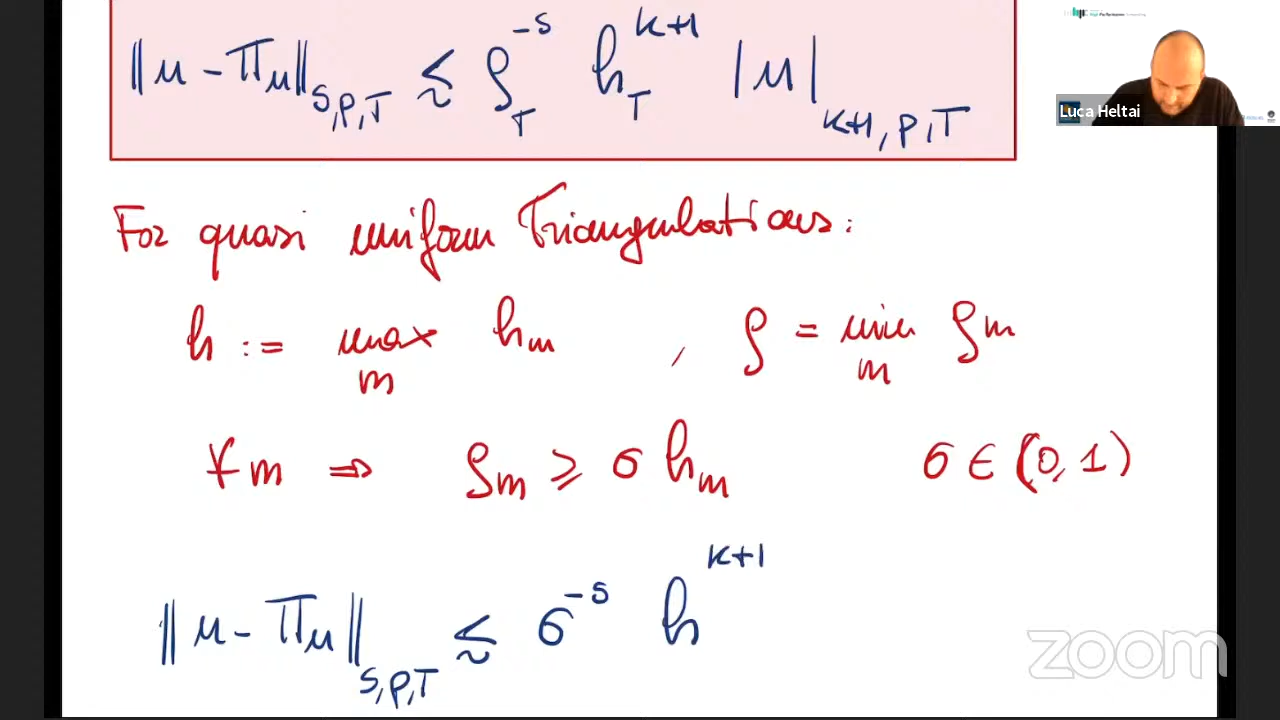 ‖u - Πu‖_{s,p,T} ≲ ρ_T^{-s} h_T^{k+1} |u|_{k+1,p,T}
Luca Heltai
For quasi uniform Triangulations:
h := max_m h_m , ρ = min_m ρ_m
∀m ⇒ ρ_m ≥ σ h_m σ ∈ (0,1)
‖u - Πu‖_{s,p,T} ≲ σ^{-s} h^{k+1}
zoom